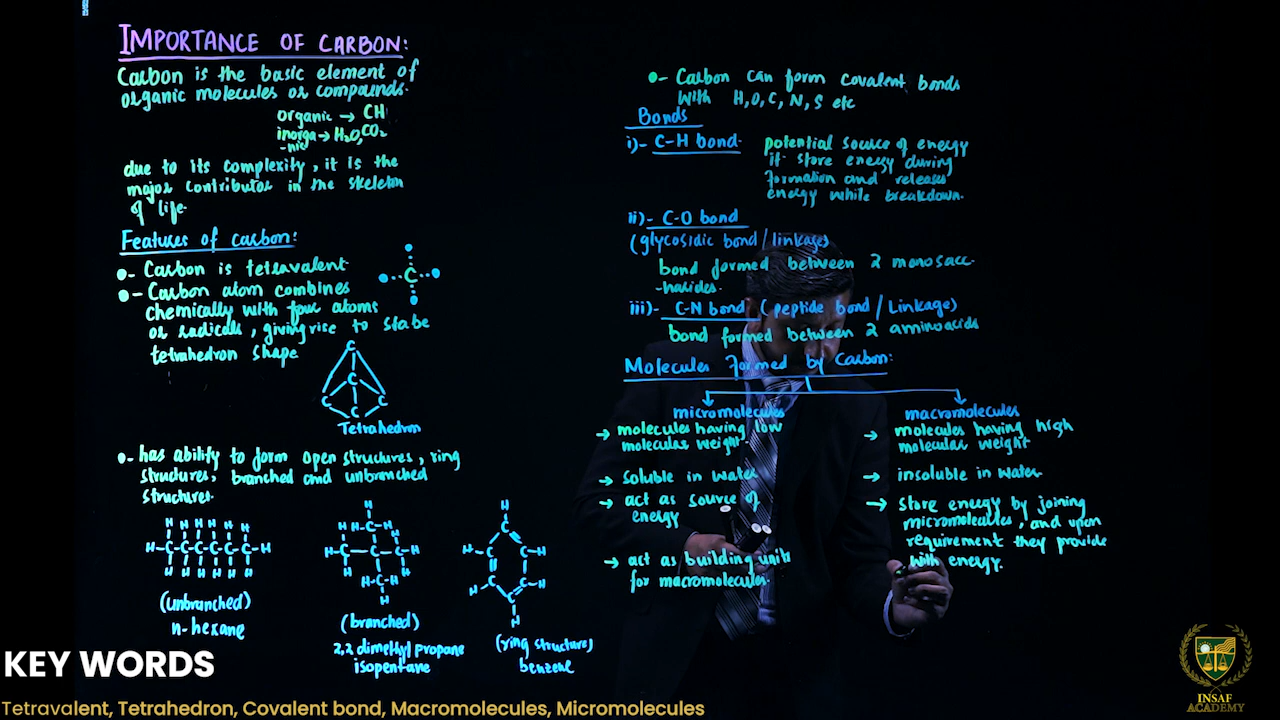 IMPORTANCE OF CARBON:
Carbon is the basic element of
organic molecules or compounds.
organic → CH
inorga → H₂O, CO₂
-nic
due to its complexity, it is the
major contributor in the skeleton
of life.
Features of carbon:
- Carbon is tetravalent
C
- Carbon atom combines
chemically with four atoms
or radicals, giving rise to stabe
tetrahedron shape
C
C
C C
C
Tetrahedron
- has ability to form open structures, ring
structures, branched and unbranched
structures.
H H H H H H
H-C-C-C-C-C-C-H
H H H H H H
(unbranched)
n-hexane
H
H H-C-H H
H-C C C-H
H H-C-H H
H
(branched)
2,2 dimethyl propane
isopentane
H
C
H-C C-H
H-C C-H
C
H
(ring structure)
benzene
- Carbon can form covalent bonds
with H, O, C, N, S etc
Bonds
i)- C-H bond- potential source of energy
it store energy during
formation and releases
energy while breakdown.
ii)- C-O bond
(glycosidic bond/linkage)
bond formed between 2 monosacc-
-harides.
iii)- C-N bond (peptide bond/Linkage)
bond formed between 2 aminoacids
Molecules Formed by Carbon:
micromolecules
→ molecules having low
molecular weight.
→ soluble in water
→ act as source of
energy
→ act as building units
for macromolecules.
macromolecules
→ molecules having high
molecular weight
→ insoluble in water
→ store energy by joining
micromolecules, and upon
requirement they provide
with energy.
KEY WORDS
Tetravalent, Tetrahedron, Covalent bond, Macromolecules, Micromolecules
INSAF
ACADEMY